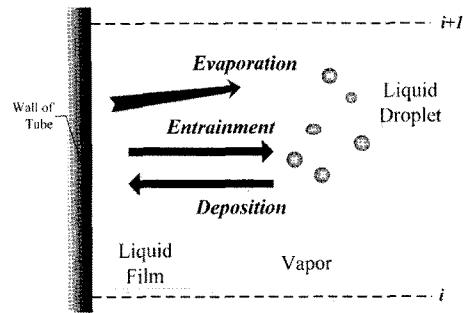 i+1
Evaporation
Liquid
Droplet
Wall of
Tube
Entrainment
Deposition
Liquid
Film
Vapor
i